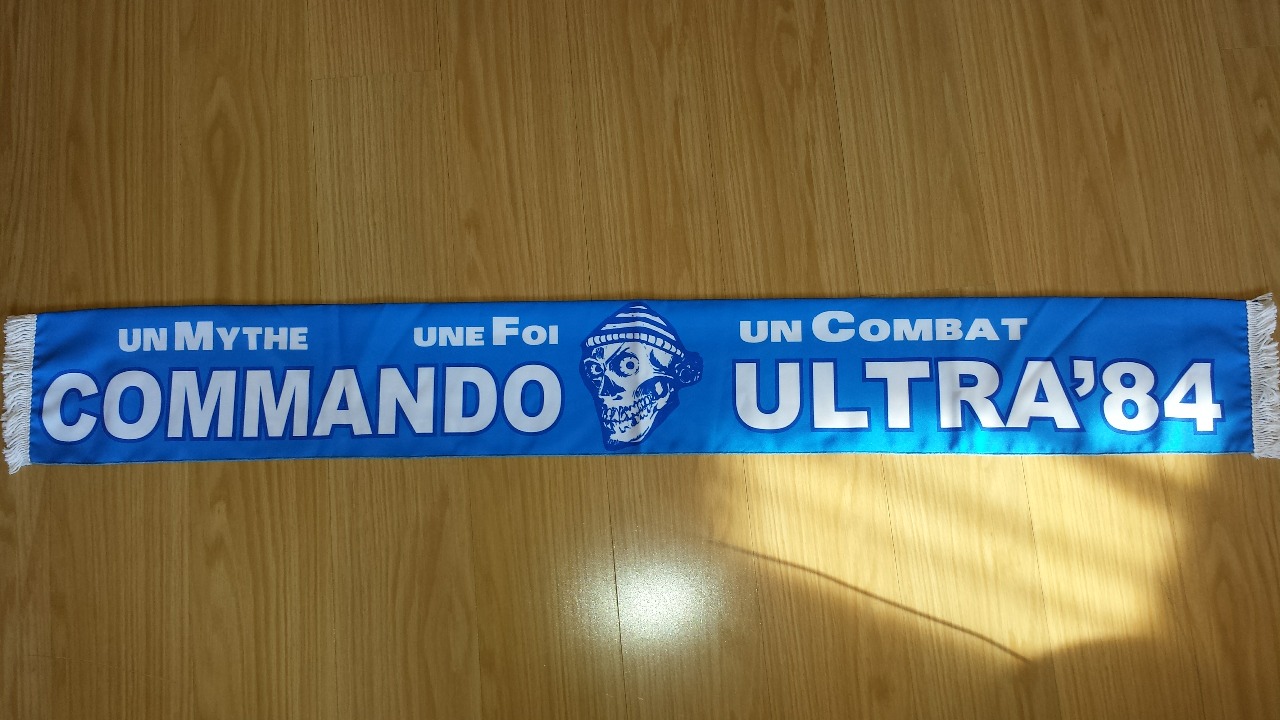 UN MYTHE UNE FOI UN COMBAT
COMMANDO ULTRA'84